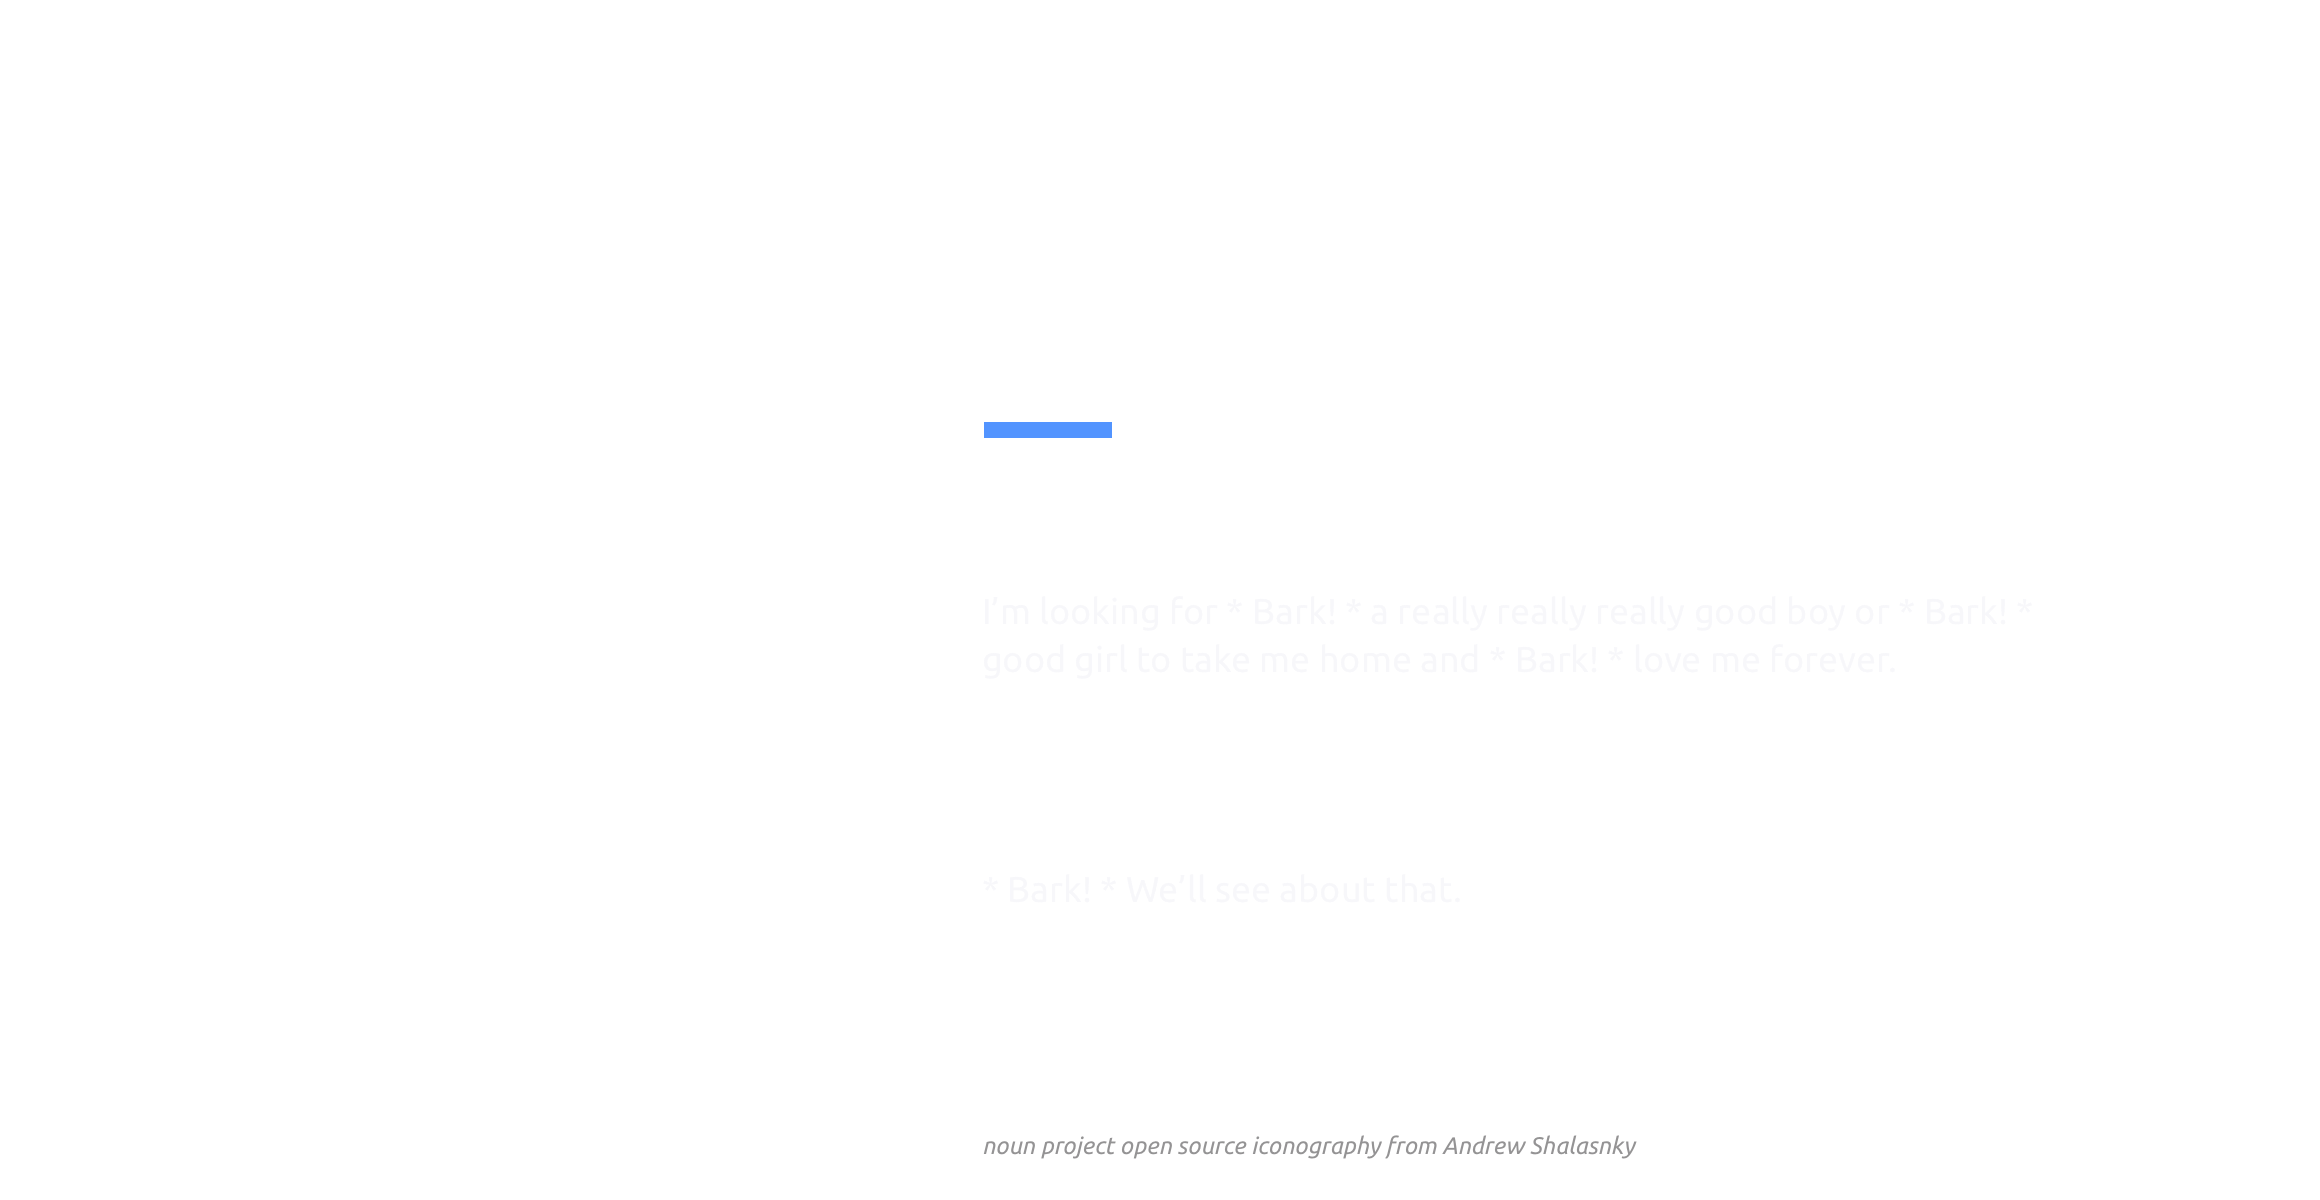 I’m looking for * Bark! * a really really really good boy or * Bark! *
good girl to take me home and * Bark! * love me forever.
* Bark! * We’ll see about that.
noun project open source iconography from Andrew Shalasnky